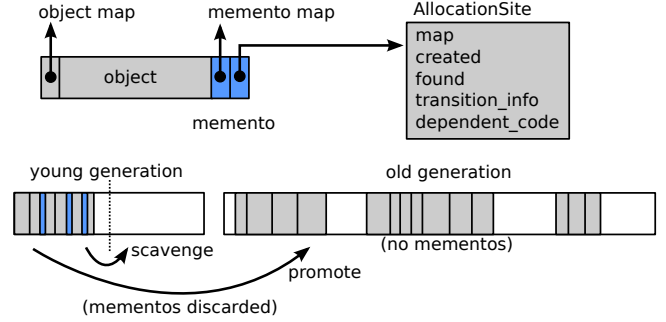 object map
memento map
AllocationSite
map
created
found
transition_info
dependent_code
object
memento
young generation
old generation
scavenge
(no mementos)
promote
(mementos discarded)